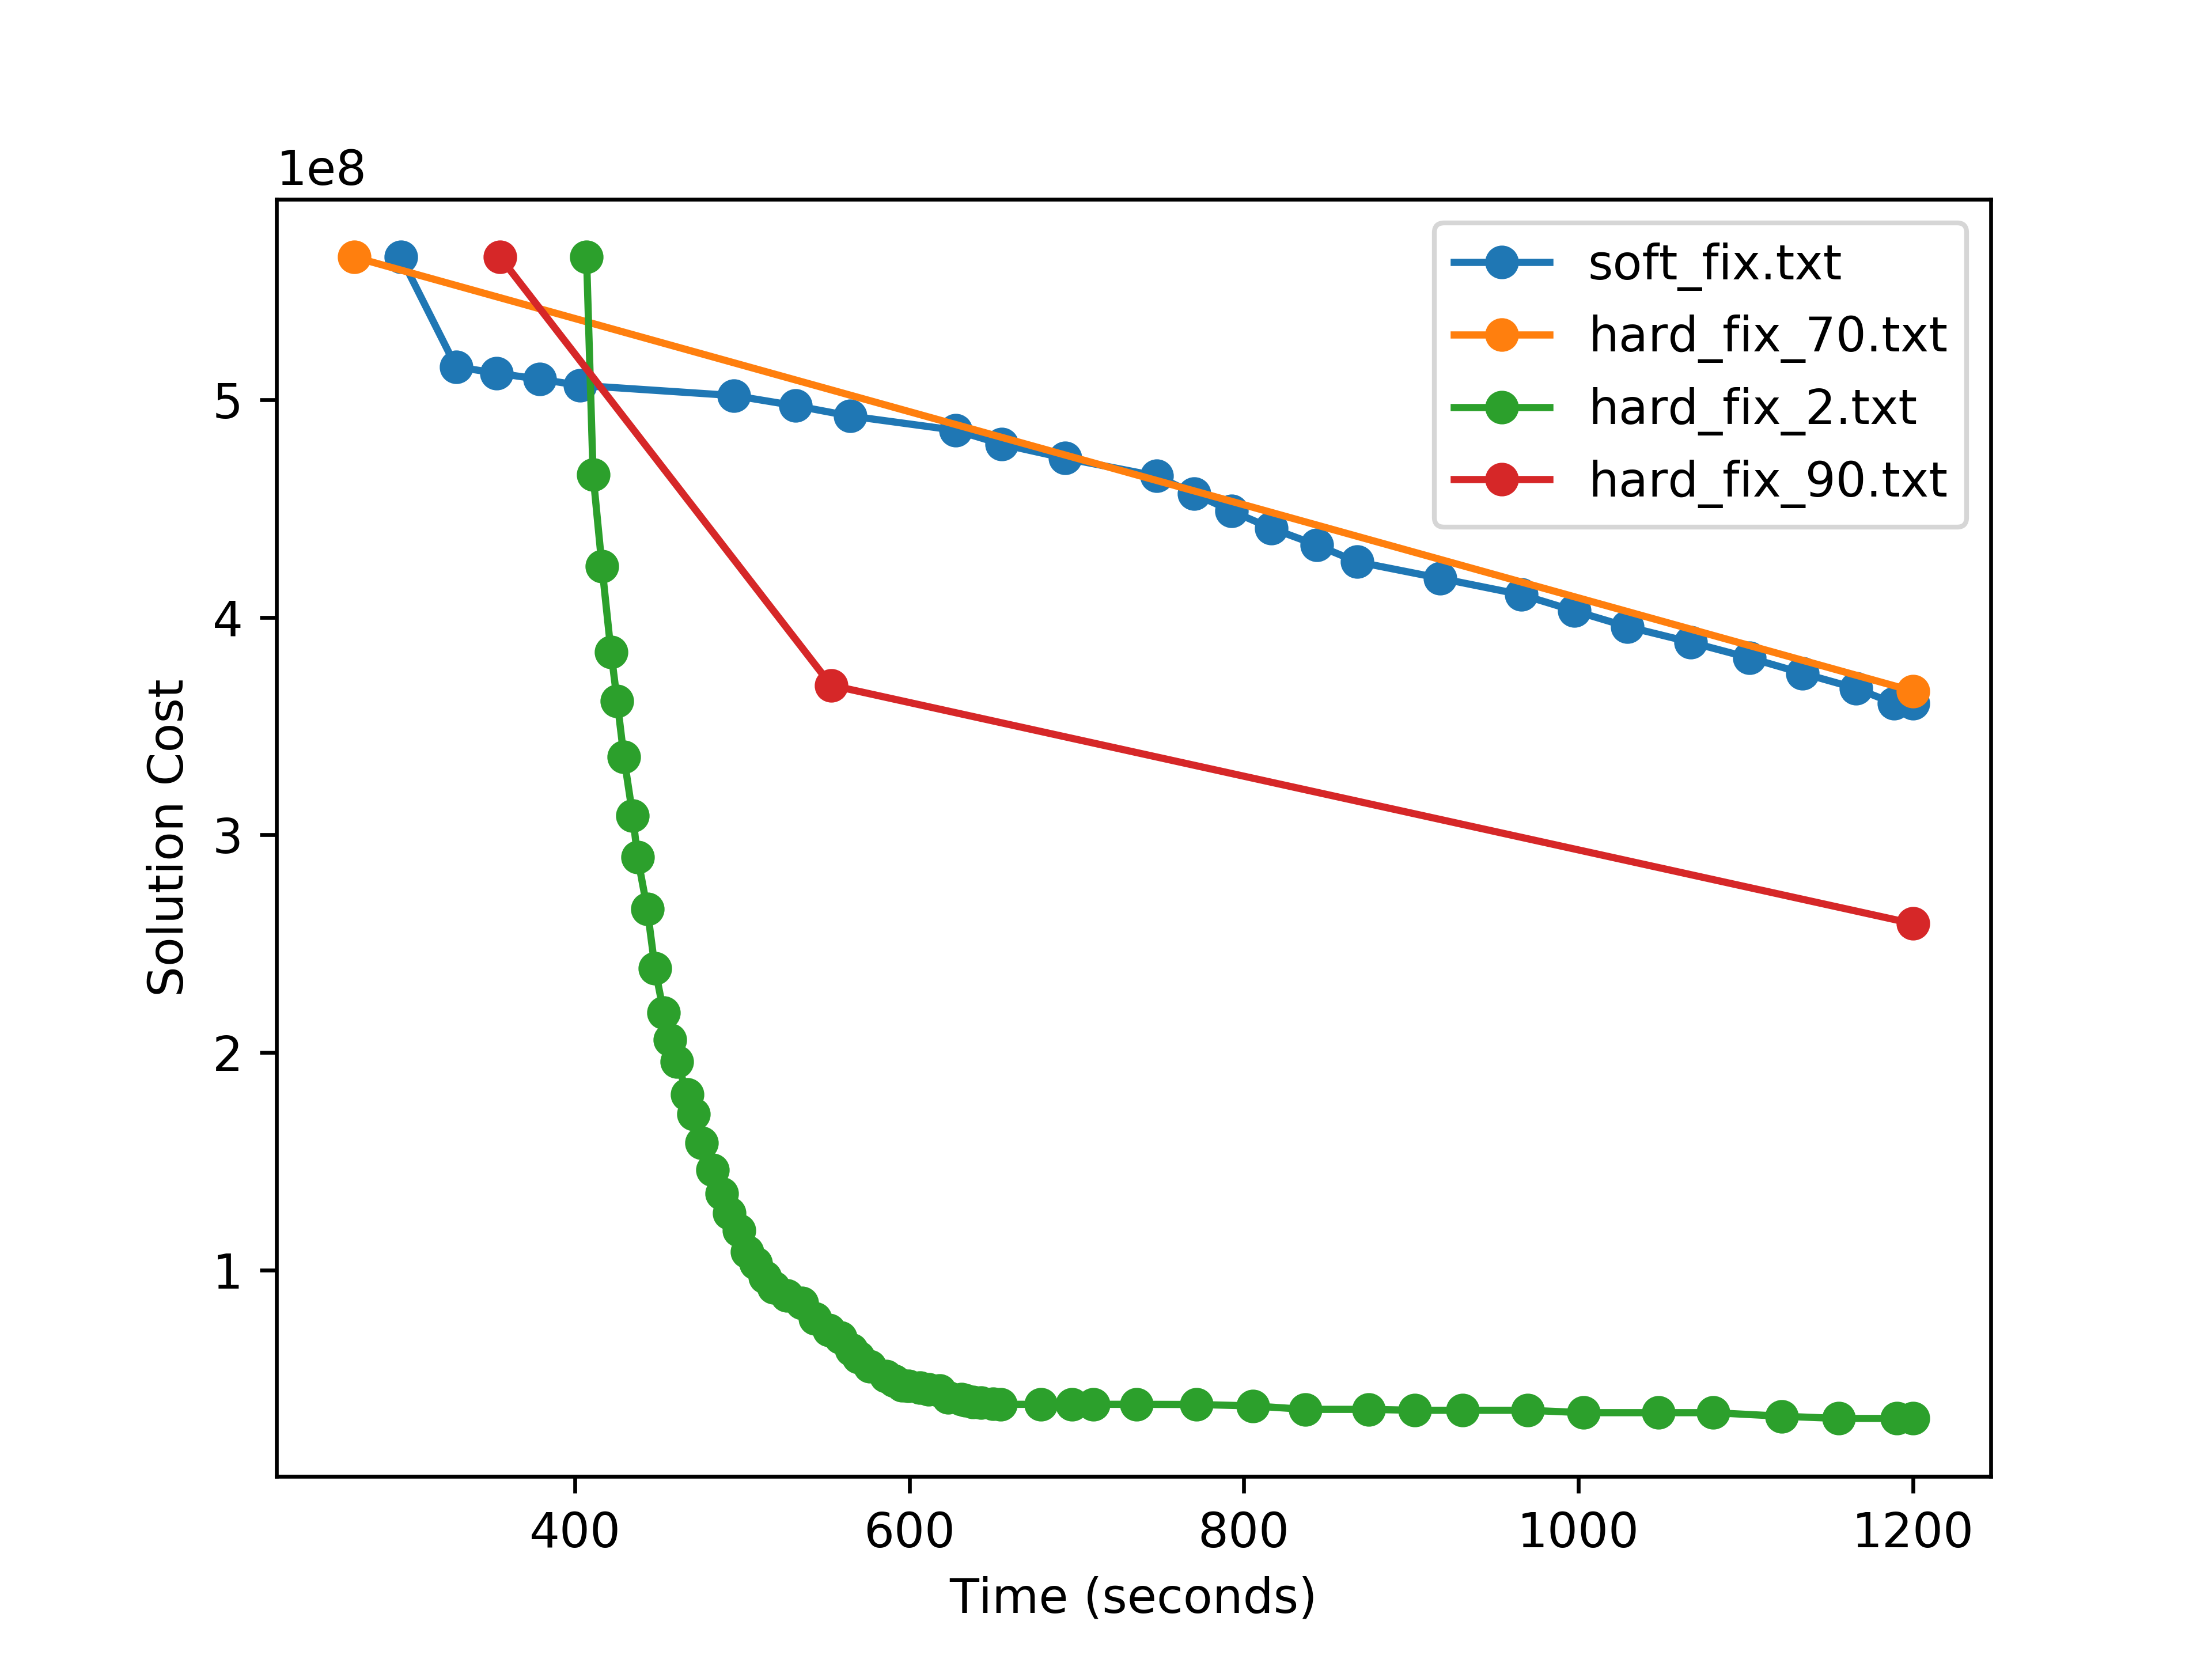 1e8
soft_fix.txt
hard_fix_70.txt
hard_fix_2.txt
hard_fix_90.txt
5
4
3
2
1
Solution Cost
400 600 800 1000 1200
Time (seconds)